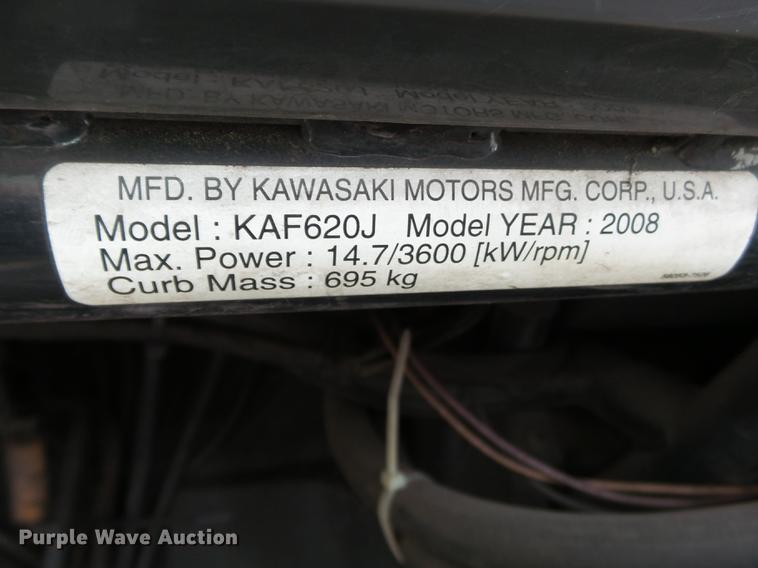 MFD. BY KAWASAKI MOTORS MFG. CORP., U.S.A.
Model : KAF620J Model YEAR : 2008
Max. Power : 14.7/3600 [kW/rpm]
Curb Mass : 695 kg
Purple Wave Auction